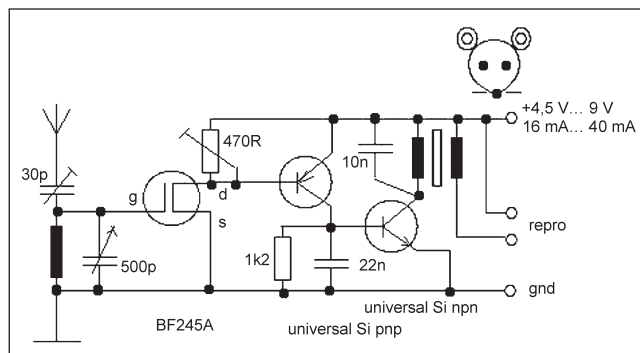 +4,5 V... 9 V
16 mA... 40 mA
470R
10n
30p
g
d
s
repro
500p
1k2
22n
gnd
universal Si npn
BF245A
universal Si pnp